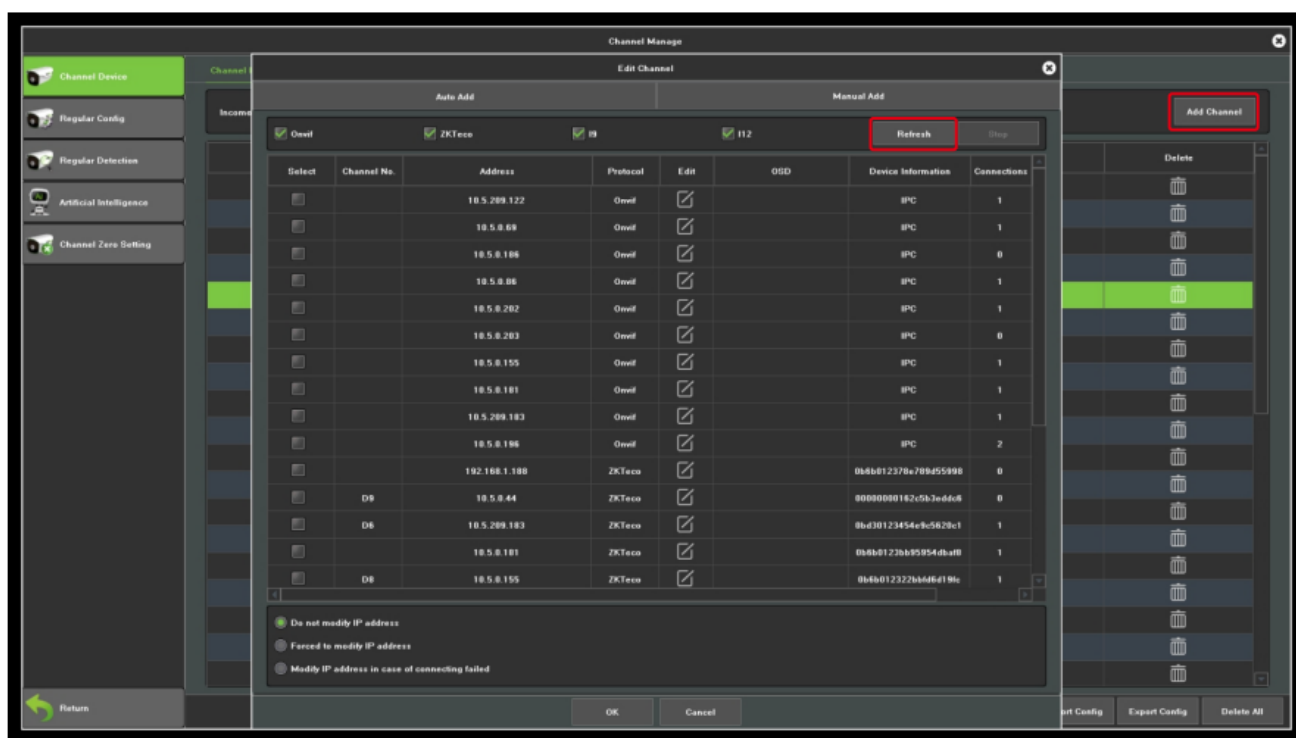 Channel Manage
Edit Channel
Channel Device
Channel
Auto Add
Manual Add
Regular Config
Income
Add Channel
Onvif
ZKTeco
I9
I12
Refresh
Stop
Regular Detection
Delete
Select Channel No. Address Protocol Edit OSD Device Information Connections
Artificial Intelligence
Channel Zero Setting
10.5.209.122 Onvif IPC 1
10.5.0.69 Onvif IPC 1
10.5.0.106 Onvif IPC 0
10.5.0.86 Onvif IPC 1
10.5.0.202 Onvif IPC 1
10.5.0.203 Onvif IPC 0
10.5.0.155 Onvif IPC 1
10.5.0.181 Onvif IPC 1
10.5.209.183 Onvif IPC 1
10.5.0.196 Onvif IPC 2
192.168.1.100 ZKTeco 0
D9 10.5.0.44 ZKTeco 0
D6 10.5.209.183 ZKTeco 1
10.5.0.181 ZKTeco 1
D8 10.5.0.155 ZKTeco 1
Do not modify IP address
Forced to modify IP address
Modify IP address in case of connecting failed
Return
OK
Cancel
Config
Export Config
Delete All